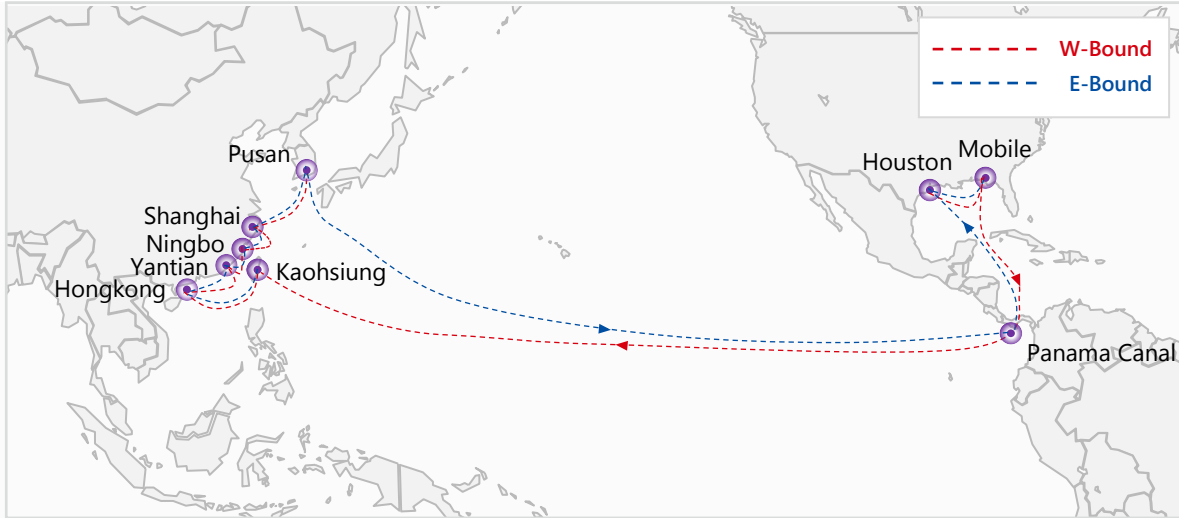 W-Bound
E-Bound
Pusan
Houston
Mobile
Shanghai
Ningbo
Yantian
Kaohsiung
Hongkong
Panama Canal